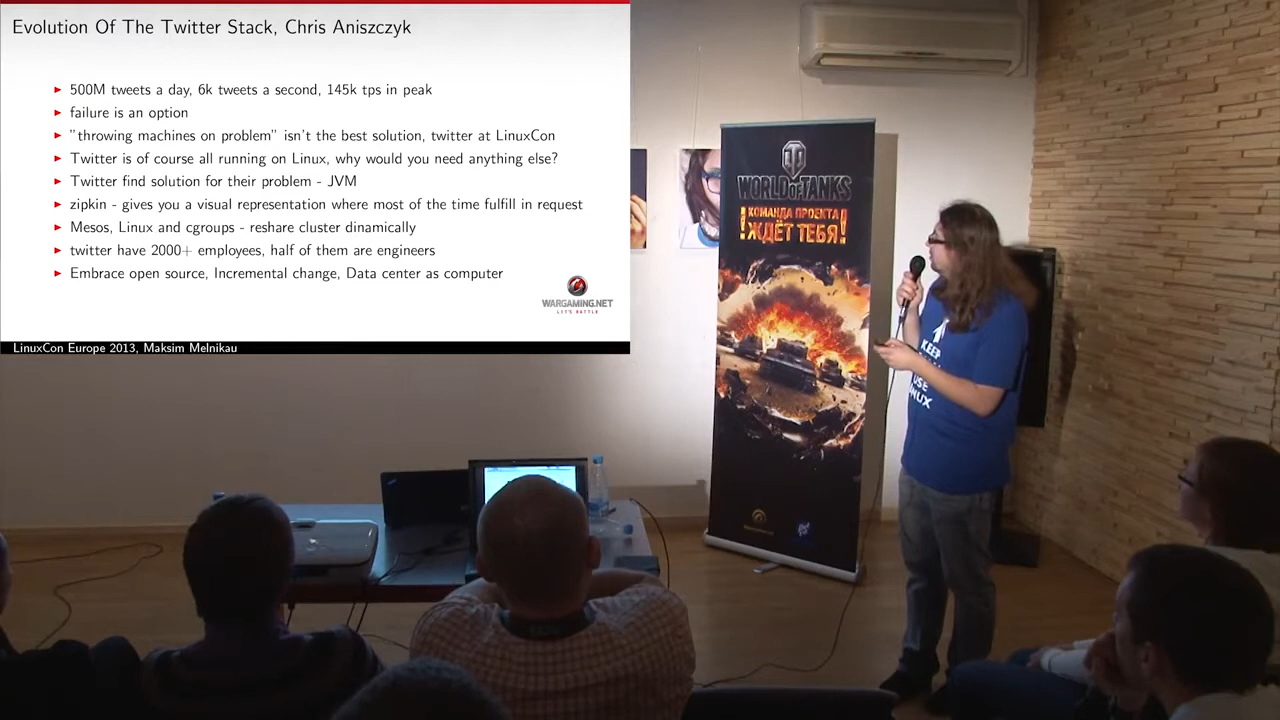 Evolution Of The Twitter Stack, Chris Aniszczyk
500M tweets a day, 6k tweets a second, 145k tps in peak
failure is an option
"throwing machines on problem" isn't the best solution, twitter at LinuxCon
Twitter is of course all running on Linux, why would you need anything else?
Twitter find solution for their problem - JVM
zipkin - gives you a visual representation where most of the time fulfill in request
Mesos, Linux and cgroups - reshare cluster dinamically
twitter have 2000+ employees, half of them are engineers
Embrace open source, Incremental change, Data center as computer
WARGAMING.NET
LET'S BATTLE
LinuxCon Europe 2013, Maksim Melnikau
WORLD OF TANKS
КОМАНДА ПРОЕКТА
ЖДЁТ ТЕБЯ!
KEEP
USE